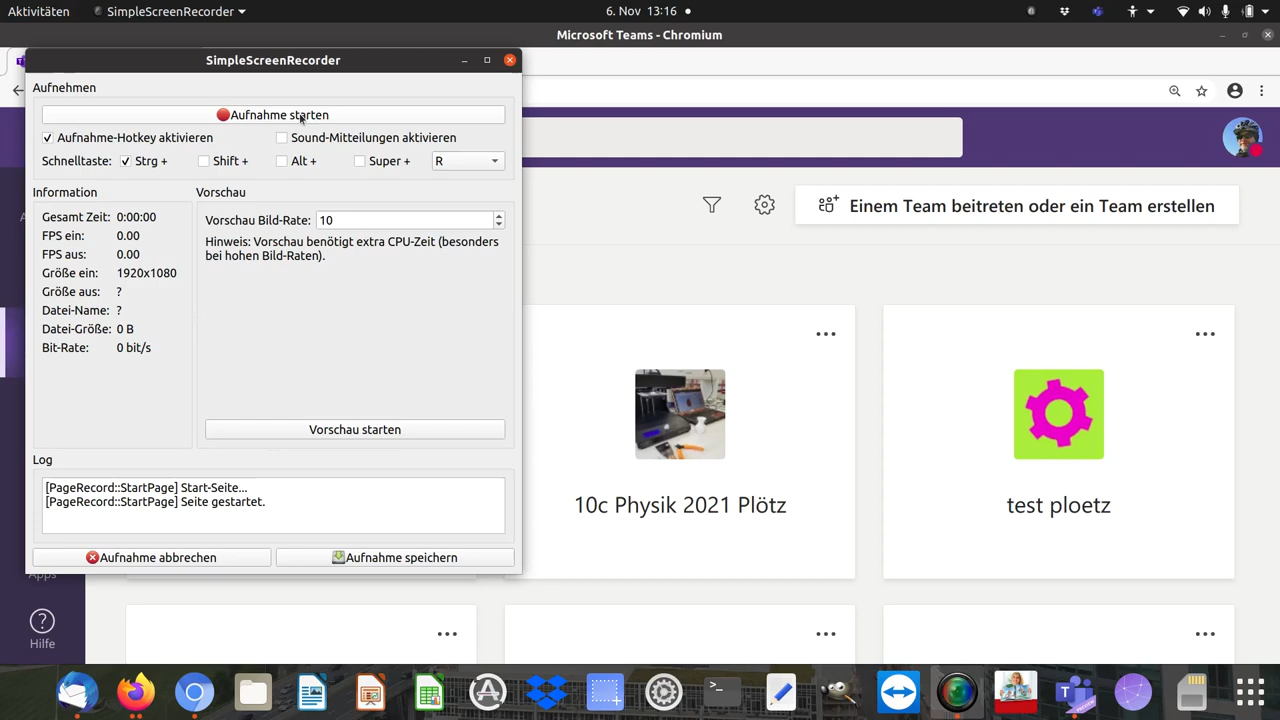 Aktivitäten
SimpleScreenRecorder
6. Nov 13:16
Microsoft Teams - Chromium
SimpleScreenRecorder
Aufnehmen
Aufnahme starten
Aufnahme-Hotkey aktivieren
Sound-Mitteilungen aktivieren
Schnelltaste:
Strg +
Shift +
Alt +
Super +
R
Information
Gesamt Zeit: 0:00:00
FPS ein: 0.00
FPS aus: 0.00
Größe ein: 1920x1080
Größe aus: ?
Datei-Name: ?
Datei-Größe: 0 B
Bit-Rate: 0 bit/s
Vorschau
Vorschau Bild-Rate: 10
Hinweis: Vorschau benötigt extra CPU-Zeit (besonders
bei hohen Bild-Raten).
Vorschau starten
Log
[PageRecord::StartPage] Start-Seite...
[PageRecord::StartPage] Seite gestartet.
Aufnahme abbrechen
Aufnahme speichern
Einem Team beitreten oder ein Team erstellen
10c Physik 2021 Plötz
test ploetz
Apps
Hilfe